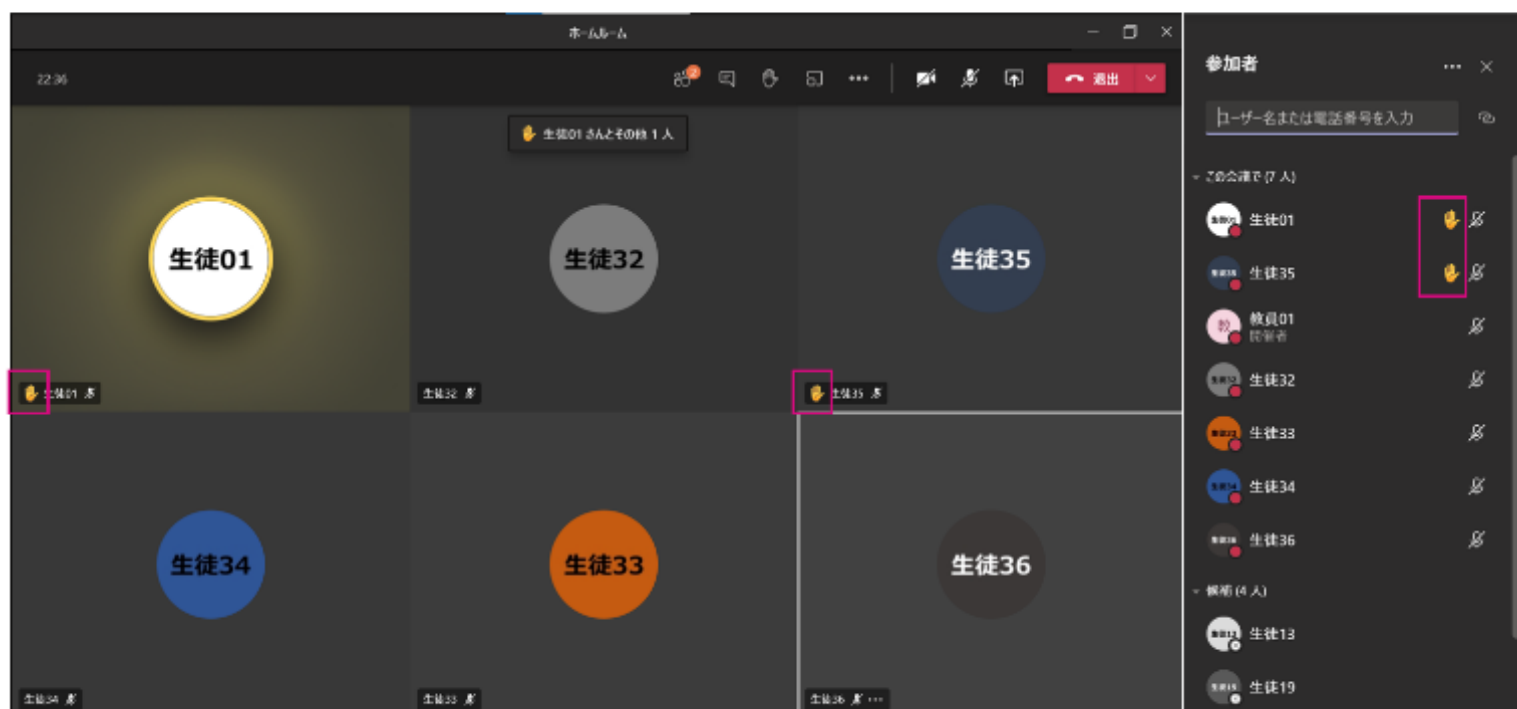 ホームルーム
22:36
2
退出
生徒01 さんとその他 1 人
生徒01
生徒32
生徒35
生徒01
生徒32
生徒35
生徒34
生徒33
生徒36
生徒34
生徒33
生徒36
参加者
ユーザー名または電話番号を入力
この会議で (7 人)
生徒01
生徒35
教
教員01
開催者
生徒32
生徒33
生徒34
生徒36
候補 (4 人)
生徒13
生徒19